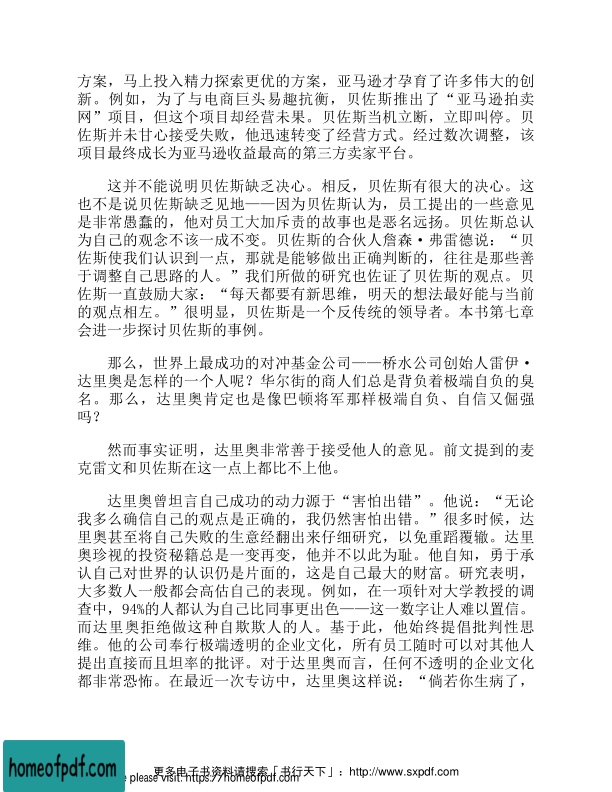 方案，马上投入精力探索更优的方案，亚马逊才孕育了许多伟大的创
新。例如，为了与电商巨头易趣抗衡，贝佐斯推出了“亚马逊拍卖
网”项目，但这个项目却经营未果。贝佐斯当机立断，立即叫停。贝
佐斯并未甘心接受失败，他迅速转变了经营方式。经过数次调整，该
项目最终成长为亚马逊收益最高的第三方卖家平台。
这并不能说明贝佐斯缺乏决心。相反，贝佐斯有很大的决心。这
也不是说贝佐斯缺乏见地——因为贝佐斯认为，员工提出的一些意见
是非常愚蠢的，他对员工大加斥责的故事也是恶名远扬。贝佐斯总认
为自己的观念不该一成不变。贝佐斯的合伙人詹森·弗雷德说：“贝
佐斯使我们认识到一点，那就是能够做出正确判断的，往往是那些善
于调整自己思路的人。”我们所做的研究也佐证了贝佐斯的观点。贝
佐斯一直鼓励大家：“每天都要有新思维，明天的想法最好能与当前
的观点相左。”很明显，贝佐斯是一个反传统的领导者。本书第七章
会进一步探讨贝佐斯的事例。
那么，世界上最成功的对冲基金公司——桥水公司创始人雷伊·
达里奥是怎样的一个人呢？华尔街的商人们总是背负着极端自负的臭
名。那么，达里奥肯定也是像巴顿将军那样极端自负、自信又倔强
吗？
然而事实证明，达里奥非常善于接受他人的意见。前文提到的麦
克雷文和贝佐斯在这一点上都比不上他。
达里奥曾坦言自己成功的动力源于“害怕出错”。他说：“无论
我多么确信自己的观点是正确的，我仍然害怕出错。”很多时候，达
里奥甚至将自己失败的生意经翻出来仔细研究，以免重蹈覆辙。达里
奥珍视的投资秘籍总是一变再变，他并不以此为耻。他自知，勇于承
认自己对世界的认识仍是片面的，这是自己最大的财富。研究表明，
大多数人一般都会高估自己的表现。例如，在一项针对大学教授的调
查中，94%的人都认为自己比同事更出色——这一数字让人难以置信。
而达里奥拒绝做这种自欺欺人的人。基于此，他始终提倡批判性思
维。他的公司奉行极端透明的企业文化，所有员工随时可以对其他人
提出直接而且坦率的批评。对于达里奥而言，任何不透明的企业文化
都非常恐怖。在最近一次专访中，达里奥这样说：“倘若你生病了，
更多电子书资料请搜索「书行天下」：http://www.sxpdf.com
homeofpdf.com
e please visit: https://homeofpdf.com